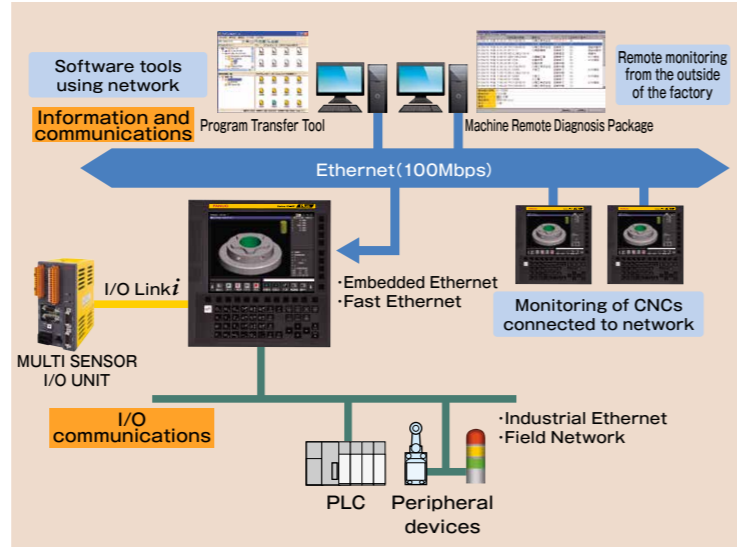 Software tools
using network
Information and
communications
Program Transfer Tool
Machine Remote Diagnosis Package
Remote monitoring
from the outside
of the factory
Ethernet(100Mbps)
I/O Link i
MULTI SENSOR
I/O UNIT
FANUC
・Embedded Ethernet
・Fast Ethernet
Monitoring of CNCs
connected to network
I/O
communications
・Industrial Ethernet
・Field Network
PLC
Peripheral
devices